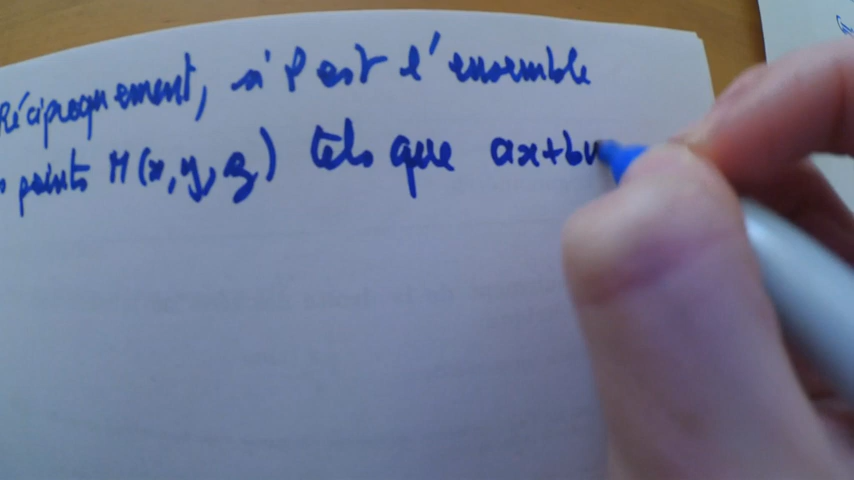 Réciproquement, si P est l'ensemble
points M(x,y,z) tels que ax+by